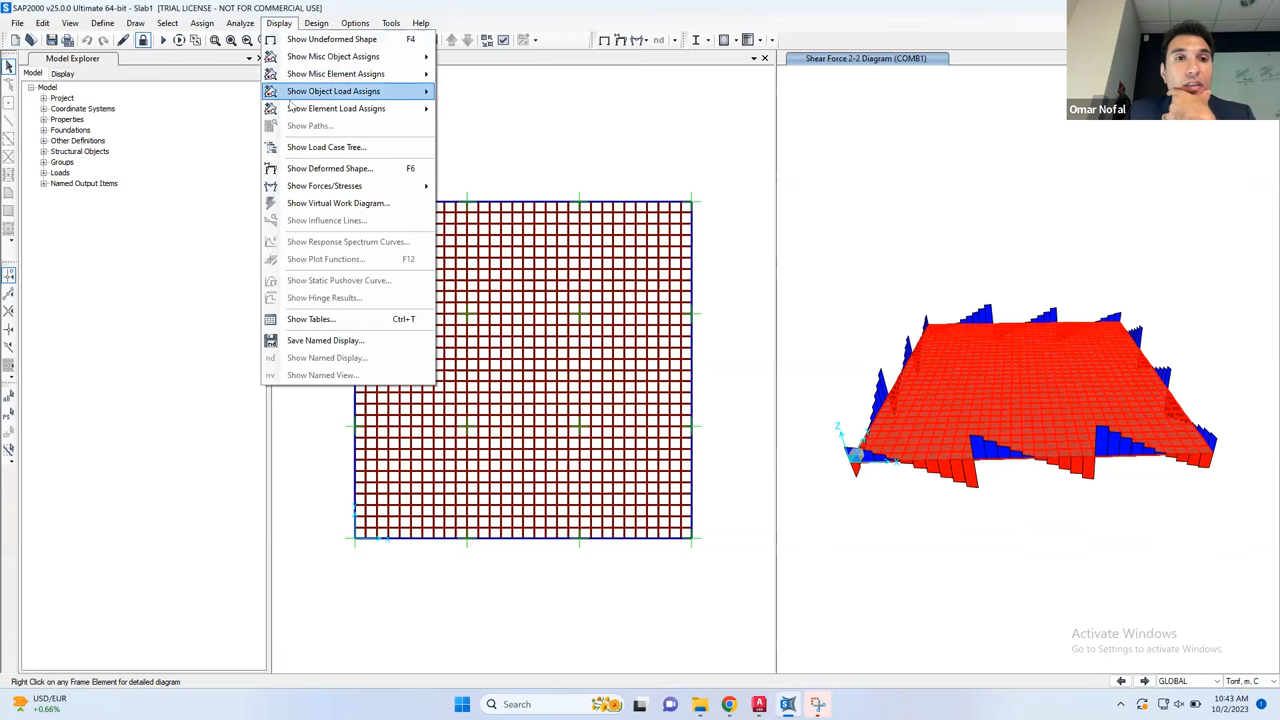 SAP2000 v25.0.0 Ultimate 64-bit - Slab1 [TRIAL LICENSE - NOT FOR COMMERCIAL USE]
File Edit View Define Draw Select Assign Analyze Display Design Options Tools Help
Model Explorer
Model Display
Model
Project
Coordinate Systems
Properties
Foundations
Other Definitions
Structural Objects
Groups
Loads
Named Output Items
Show Undeformed Shape F4
Show Misc Object Assigns
Show Misc Element Assigns
Show Object Load Assigns
Show Element Load Assigns
Show Paths...
Show Load Case Tree...
Show Deformed Shape... F6
Show Forces/Stresses
Show Virtual Work Diagram...
Show Influence Lines...
Show Response Spectrum Curves...
Show Plot Functions... F12
Show Static Pushover Curve...
Show Hinge Results...
Show Tables... Ctrl+T
Save Named Display...
nd Show Named Display...
nv Show Named View...
nd
Shear Force 2-2 Diagram (COMB1)
Omar Nofal
Z
X
X
Activate Windows
Go to Settings to activate Windows.
Right Click on any Frame Element for detailed diagram
GLOBAL
Tonf, m, C
USD/EUR
+0.66%
Search
10:43 AM
10/2/2023